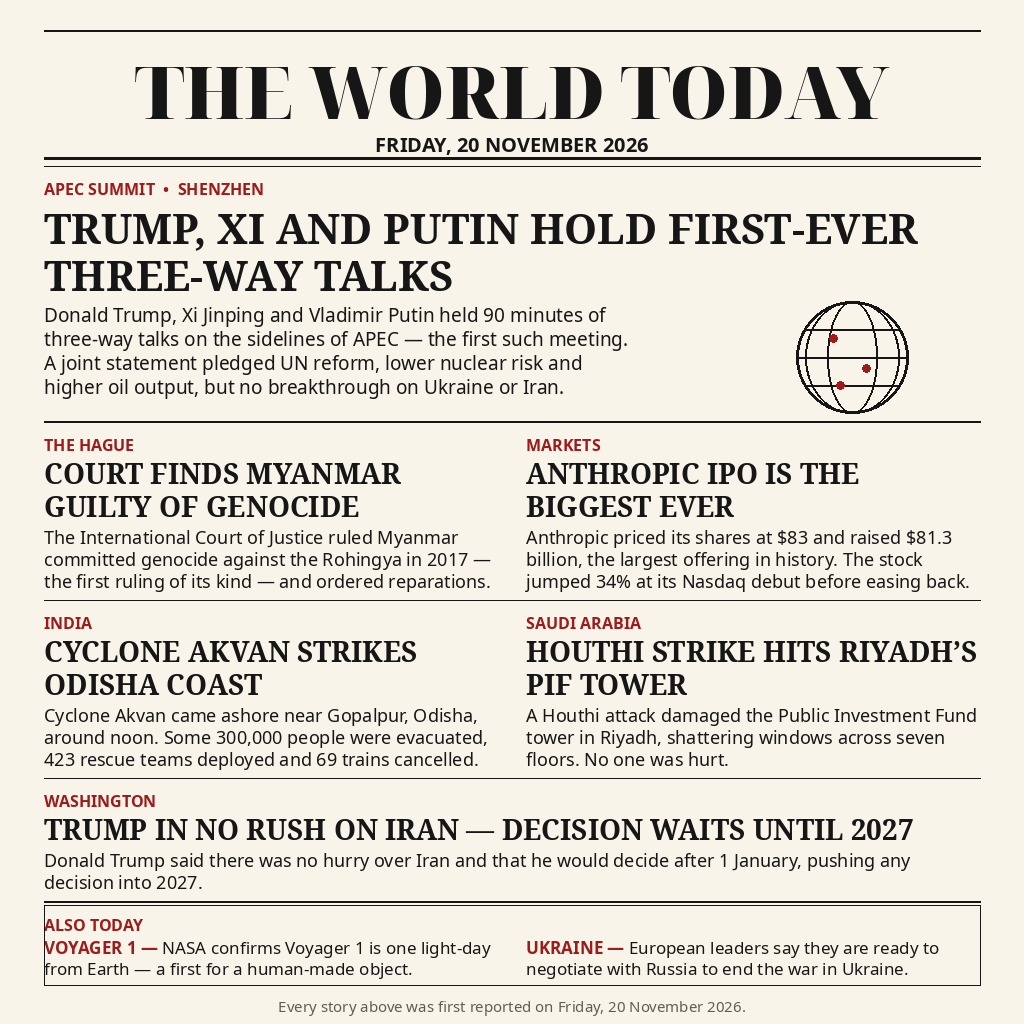 THE WORLD TODAY
FRIDAY, 20 NOVEMBER 2026
APEC SUMMIT • SHENZHEN
TRUMP, XI AND PUTIN HOLD FIRST-EVER
THREE-WAY TALKS
Donald Trump, Xi Jinping and Vladimir Putin held 90 minutes of
three-way talks on the sidelines of APEC — the first such meeting.
A joint statement pledged UN reform, lower nuclear risk and
higher oil output, but no breakthrough on Ukraine or Iran.
THE HAGUE
COURT FINDS MYANMAR
GUILTY OF GENOCIDE
The International Court of Justice ruled Myanmar
committed genocide against the Rohingya in 2017 —
the first ruling of its kind — and ordered reparations.
MARKETS
ANTHROPIC IPO IS THE
BIGGEST EVER
Anthropic priced its shares at $83 and raised $81.3
billion, the largest offering in history. The stock
jumped 34% at its Nasdaq debut before easing back.
INDIA
CYCLONE AKVAN STRIKES
ODISHA COAST
Cyclone Akvan came ashore near Gopalpur, Odisha,
around noon. Some 300,000 people were evacuated,
423 rescue teams deployed and 69 trains cancelled.
SAUDI ARABIA
HOUTHI STRIKE HITS RIYADH’S
PIF TOWER
A Houthi attack damaged the Public Investment Fund
tower in Riyadh, shattering windows across seven
floors. No one was hurt.
WASHINGTON
TRUMP IN NO RUSH ON IRAN — DECISION WAITS UNTIL 2027
Donald Trump said there was no hurry over Iran and that he would decide after 1 January, pushing any
decision into 2027.
ALSO TODAY
VOYAGER 1 — NASA confirms Voyager 1 is one light-day
from Earth — a first for a human-made object.
UKRAINE — European leaders say they are ready to
negotiate with Russia to end the war in Ukraine.
Every story above was first reported on Friday, 20 November 2026.